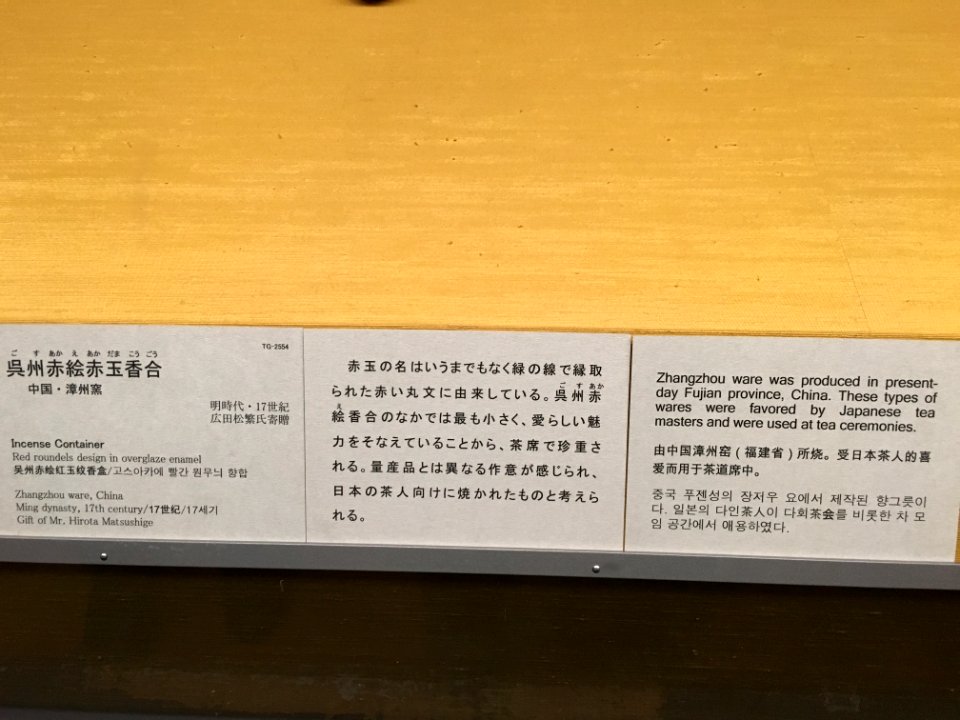 ごすあかえあかだまこうごう
呉州赤絵赤玉香合
TG-2554
中国・漳州窯
明時代・17世紀
広田松繁氏寄贈
Incense Container
Red roundels design in overglaze enamel
吴州赤绘红玉纹香盒/고스아카에 빨간 원무늬 향합
Zhangzhou ware, China
Ming dynasty, 17th century/17世纪/17세기
Gift of Mr. Hirota Matsushige
赤玉の名はいうまでもなく緑の線で縁取
られた赤い丸文に由来している。呉州赤
ごすあか
絵香合のなかでは最も小さく、愛らしい魅
え
力をそなえていることから、茶席で珍重さ
れる。量産品とは異なる作意が感じられ、
日本の茶人向けに焼かれたものと考えら
れる。
Zhangzhou ware was produced in present-
day Fujian province, China. These types of
wares were favored by Japanese tea
masters and were used at tea ceremonies.
由中国漳州窑（福建省）所烧。受日本茶人的喜
爱而用于茶道席中。
중국 푸젠성의 장저우 요에서 제작된 향그릇이
다. 일본의 다인茶人이 다회茶会를 비롯한 차 모
임 공간에서 애용하였다.